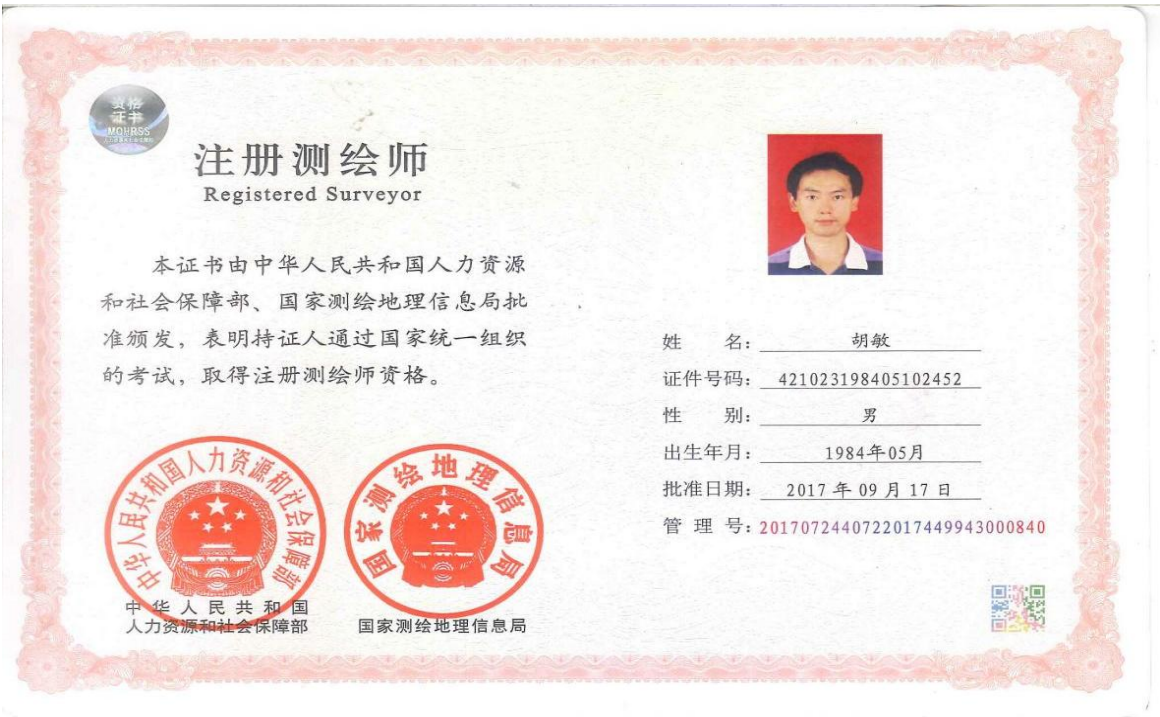 资格
证书
MOHRSS
注册测绘师
Registered Surveyor
本证书由中华人民共和国人力资源
和社会保障部、国家测绘地理信息局批
准颁发，表明持证人通过国家统一组织
的考试，取得注册测绘师资格。
姓 名：胡敏
证件号码：421023198405102452
性 别：男
出生年月：1984年05月
批准日期：2017 年 09 月 17 日
管 理 号：2017072440722017449943000840
中华人民共和国人力资源和社会保障部
国家测绘地理信息局
中华人民共和国
人力资源和社会保障部
国家测绘地理信息局